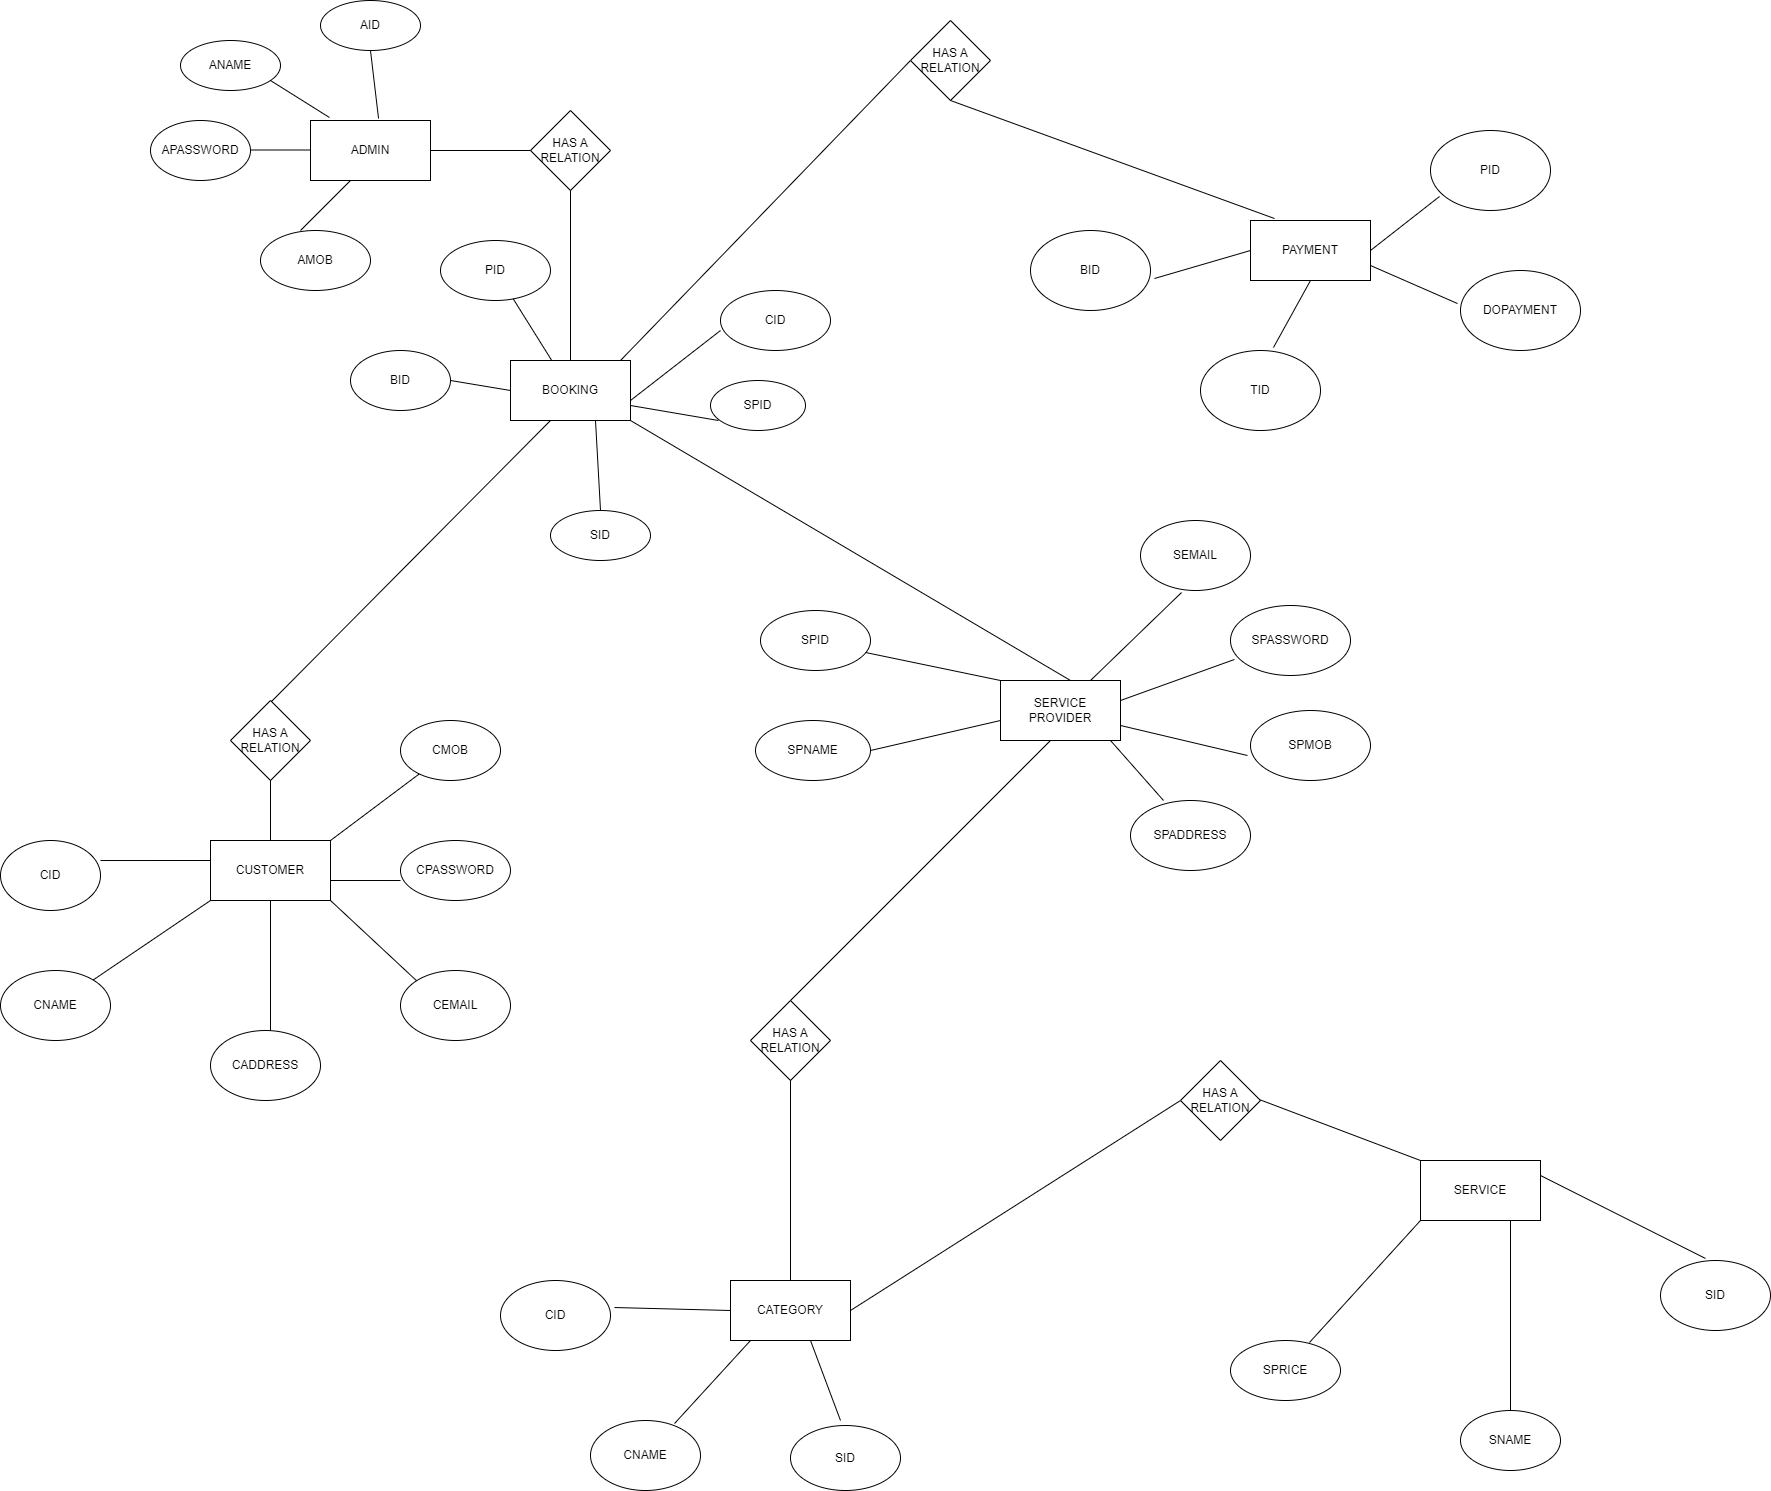 AID
ANAME
HAS A
RELATION
APASSWORD
ADMIN
HAS A
RELATION
AMOB
PID
PID
BID
PAYMENT
CID
DOPAYMENT
BID
BOOKING
SPID
TID
SID
SEMAIL
SPID
SPASSWORD
SERVICE
PROVIDER
SPNAME
SPMOB
SPADDRESS
HAS A
RELATION
CMOB
CID
CUSTOMER
CPASSWORD
CNAME
CEMAIL
CADDRESS
HAS A
RELATION
HAS A
RELATION
SERVICE
SID
CID
CATEGORY
SPRICE
SNAME
CNAME
SID